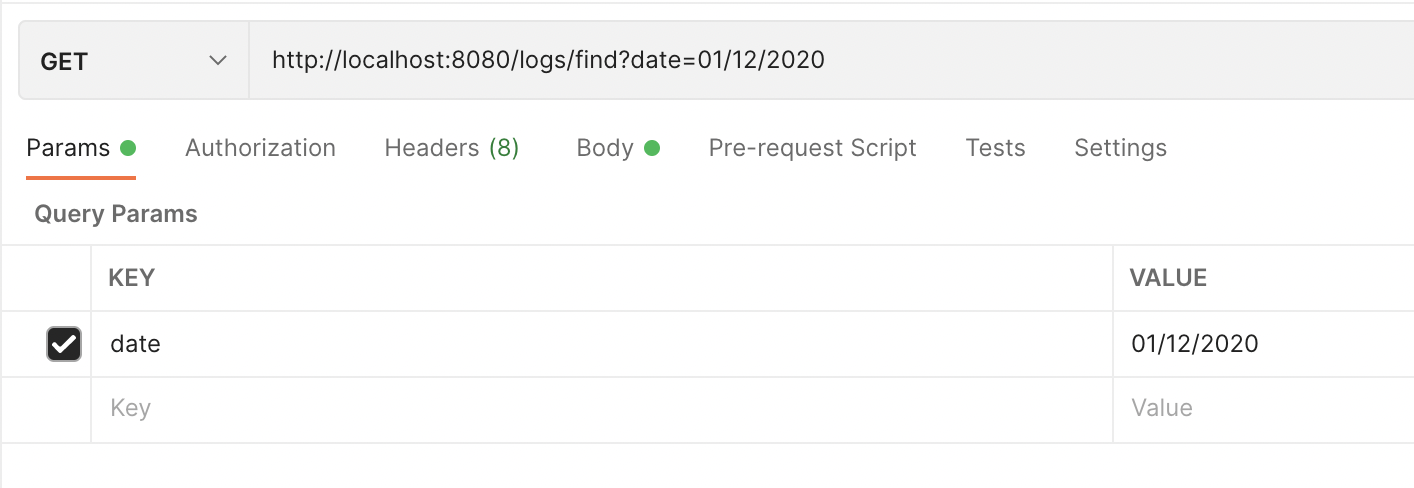 GET http://localhost:8080/logs/find?date=01/12/2020
Params Authorization Headers (8) Body Pre-request Script Tests Settings
Query Params
KEY VALUE
date 01/12/2020
Key Value